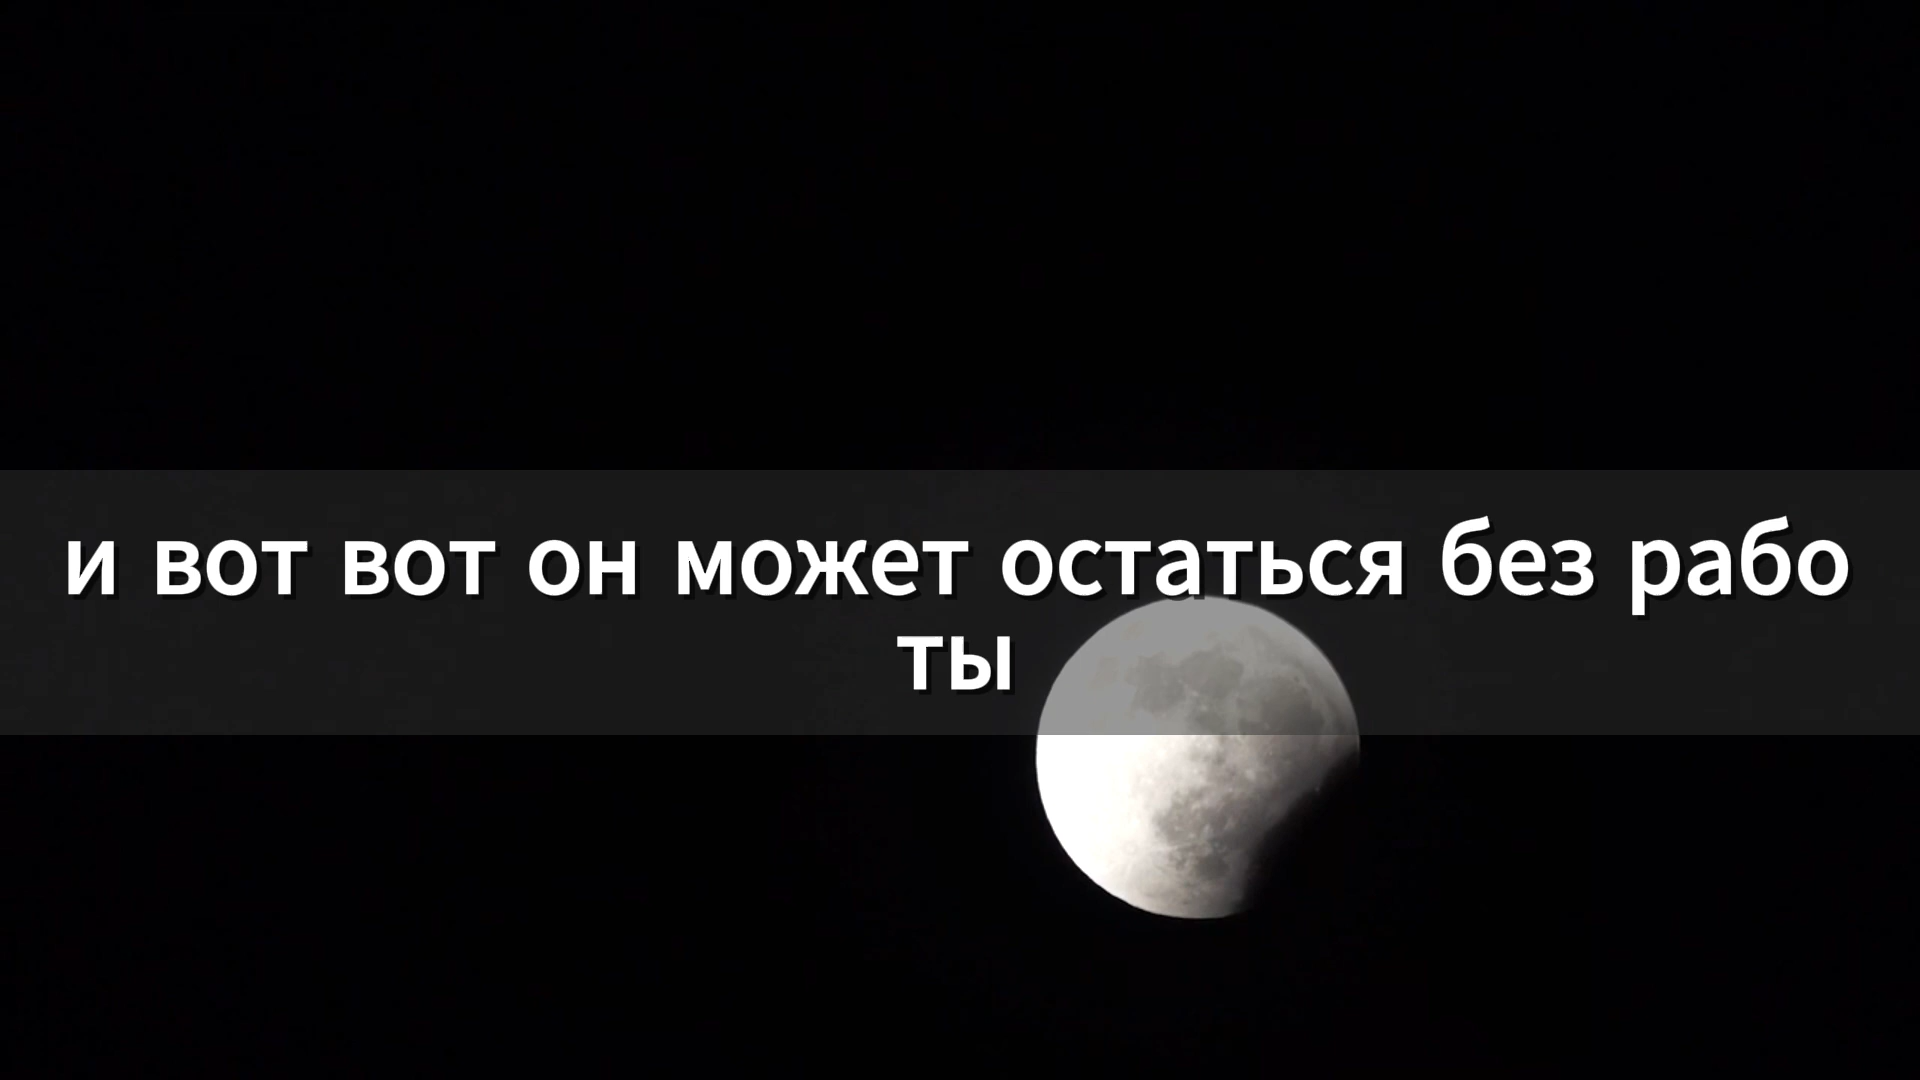 и вот вот он может остаться без рабо
ты